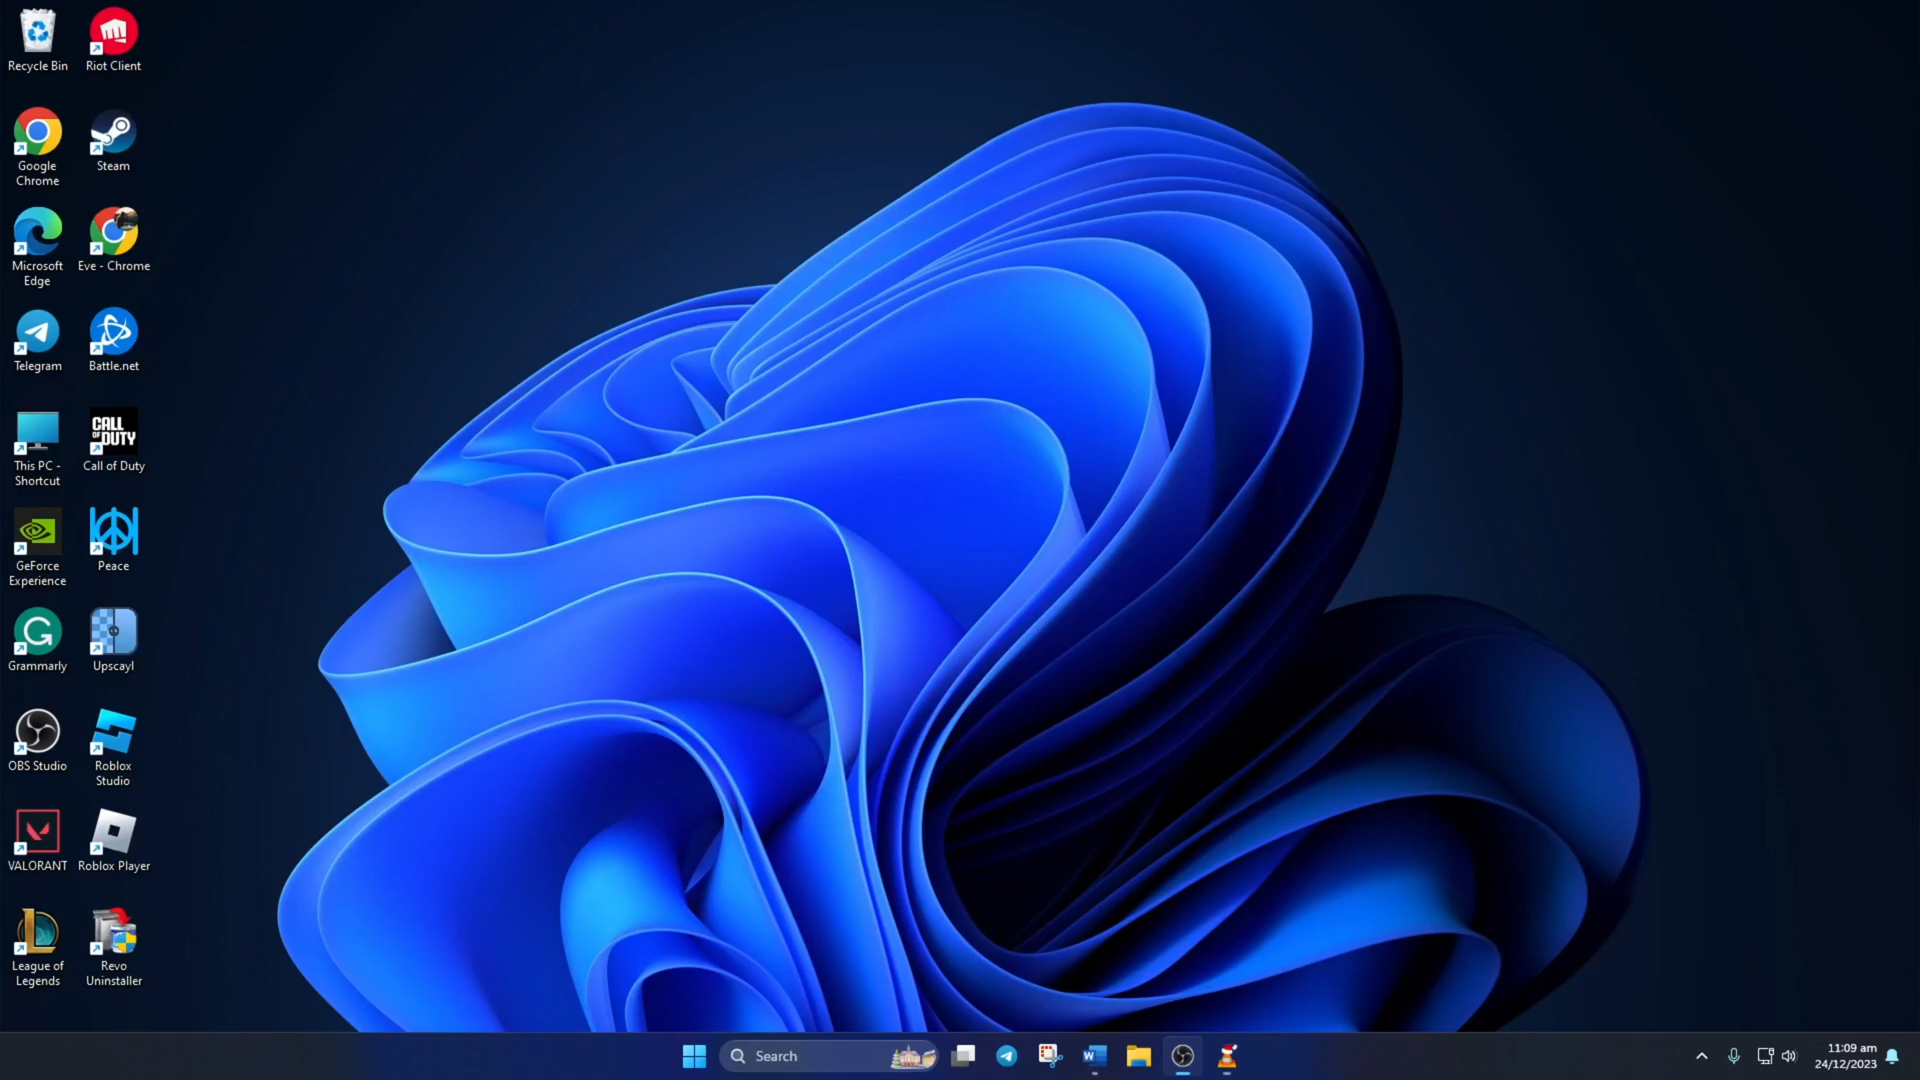 Recycle Bin
Riot Client
Google
Chrome
Steam
Microsoft
Edge
Eve - Chrome
Telegram
Battle.net
This PC -
Shortcut
CALL
OF DUTY
Call of Duty
GeForce
Experience
Peace
Grammarly
Upscayl
OBS Studio
Roblox
Studio
VALORANT
Roblox Player
League of
Legends
Revo
Uninstaller
Search
11:09 am
24/12/2023